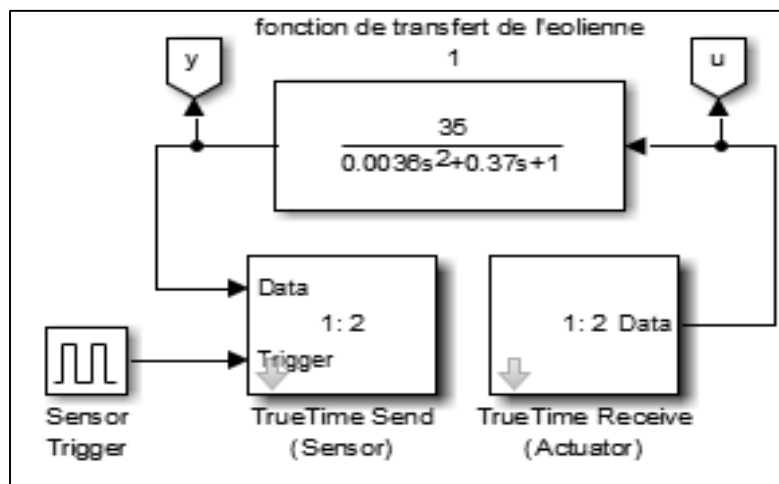 fonction de transfert de l'eolienne
1
y
u
35
0.0036s²+0.37s+1
Data
1: 2
Trigger
1: 2 Data
Sensor
Trigger
TrueTime Send
(Sensor)
TrueTime Receive
(Actuator)